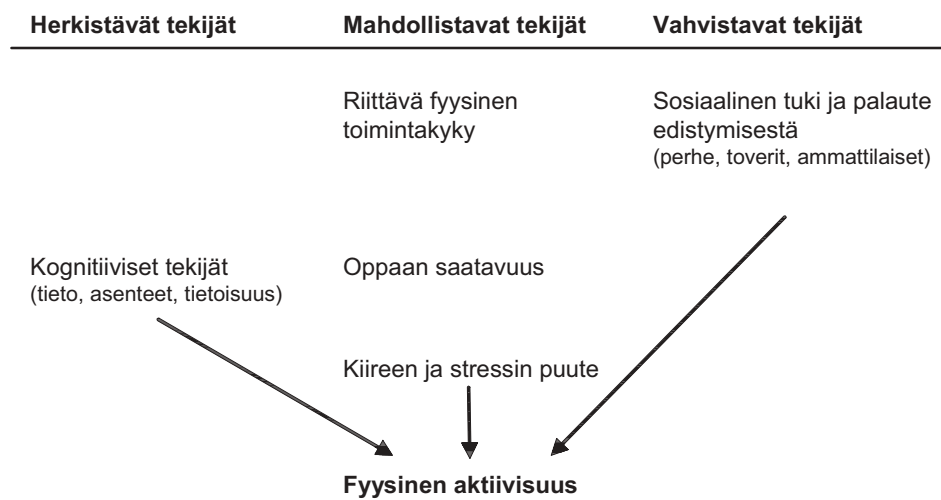 Herkistävät tekijät
Mahdollistavat tekijät
Vahvistavat tekijät
Riittävä fyysinen
toimintakyky
Sosiaalinen tuki ja palaute
edistymisestä
(perhe, toverit, ammattilaiset)
Kognitiiviset tekijät
(tieto, asenteet, tietoisuus)
Oppaan saatavuus
Kiireen ja stressin puute
Fyysinen aktiivisuus